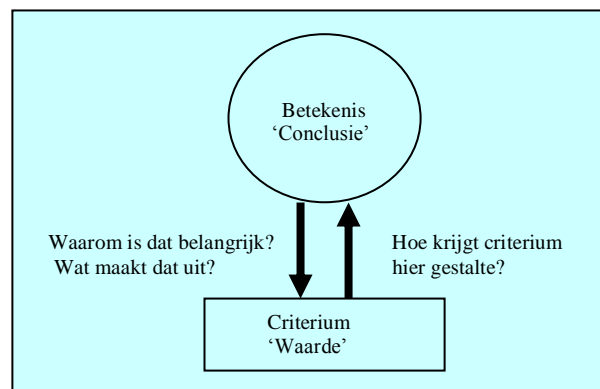 Betekenis
‘Conclusie’
Waarom is dat belangrijk?
Wat maakt dat uit?
Hoe krijgt criterium
hier gestalte?
Criterium
‘Waarde’